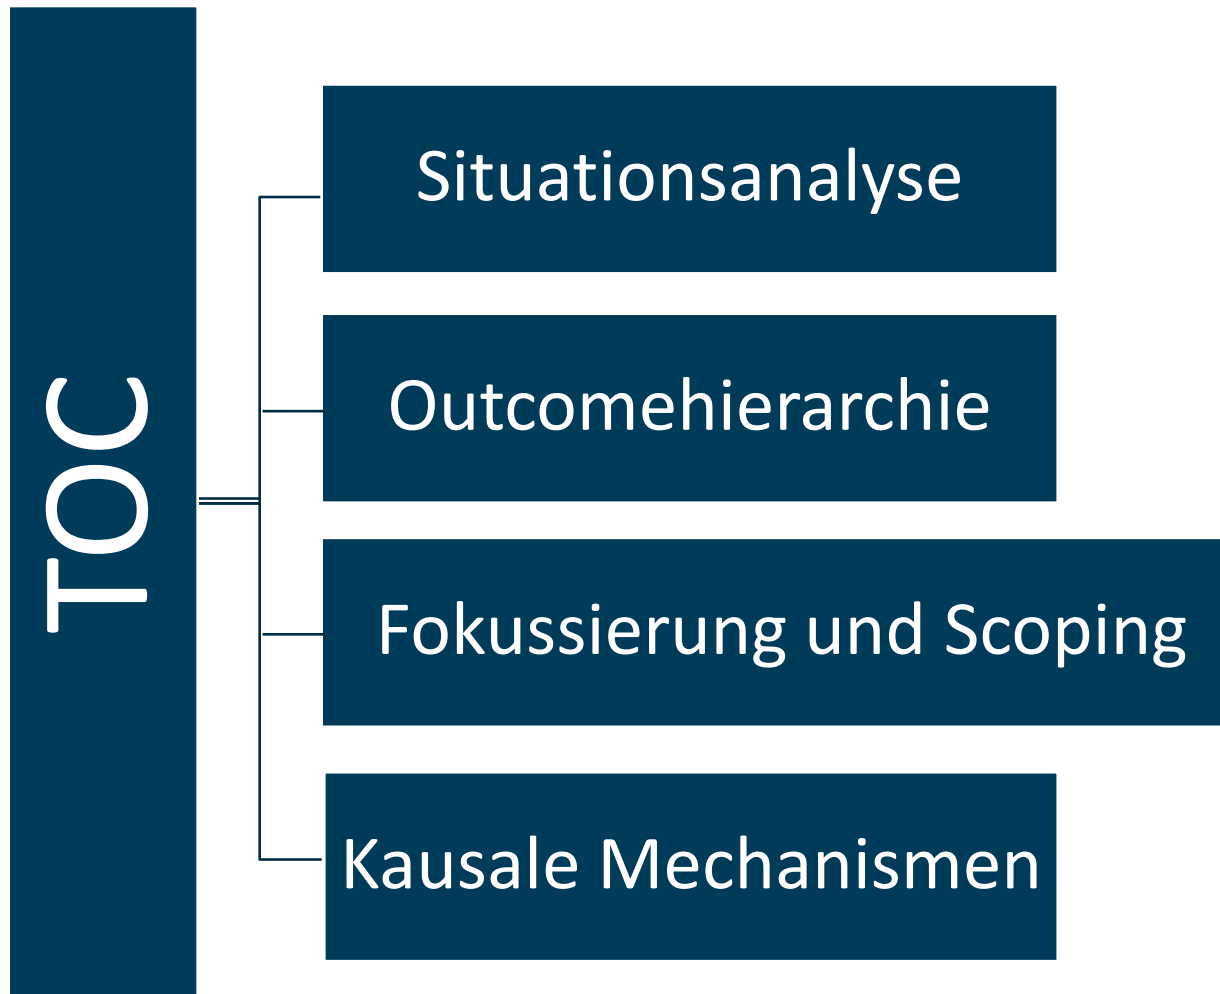 TOC
Situationsanalyse
Outcomehierarchie
Fokussierung und Scoping
Kausale Mechanismen